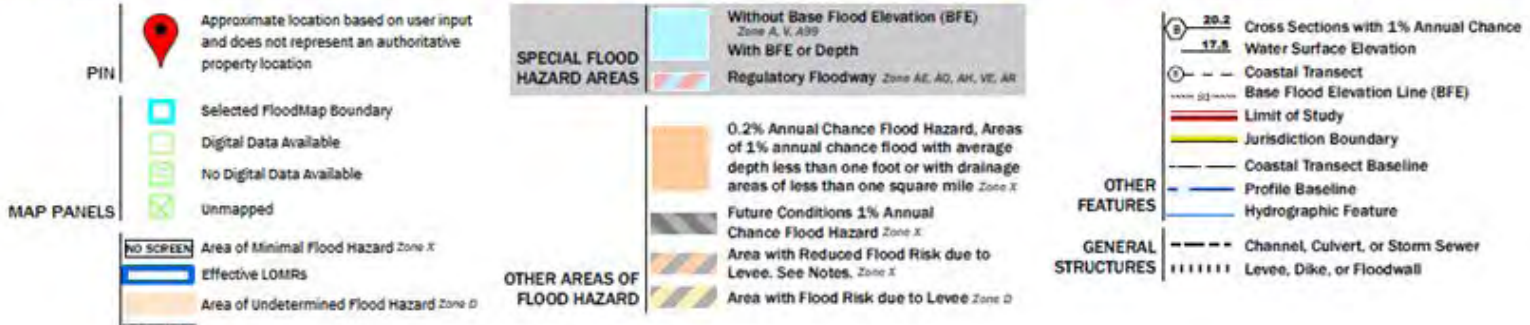 PIN
Approximate location based on user input
and does not represent an authoritative
property location
MAP PANELS
Selected FloodMap Boundary
Digital Data Available
No Digital Data Available
Unmapped
NO SCREEN Area of Minimal Flood Hazard Zone X
Effective LOMRs
Area of Undetermined Flood Hazard Zone D
SPECIAL FLOOD
HAZARD AREAS
Without Base Flood Elevation (BFE)
Zone A, V, A99
With BFE or Depth
Regulatory Floodway Zone AE, AO, AH, VE, AR
OTHER AREAS OF
FLOOD HAZARD
0.2% Annual Chance Flood Hazard, Areas
of 1% annual chance flood with average
depth less than one foot or with drainage
areas of less than one square mile Zone X
Future Conditions 1% Annual
Chance Flood Hazard Zone X
Area with Reduced Flood Risk due to
Levee. See Notes. Zone X
Area with Flood Risk due to Levee Zone D
OTHER
FEATURES
B 20.2 Cross Sections with 1% Annual Chance
17.5 Water Surface Elevation
Coastal Transect
Base Flood Elevation Line (BFE)
Limit of Study
Jurisdiction Boundary
Coastal Transect Baseline
Profile Baseline
Hydrographic Feature
GENERAL
STRUCTURES
Channel, Culvert, or Storm Sewer
Levee, Dike, or Floodwall